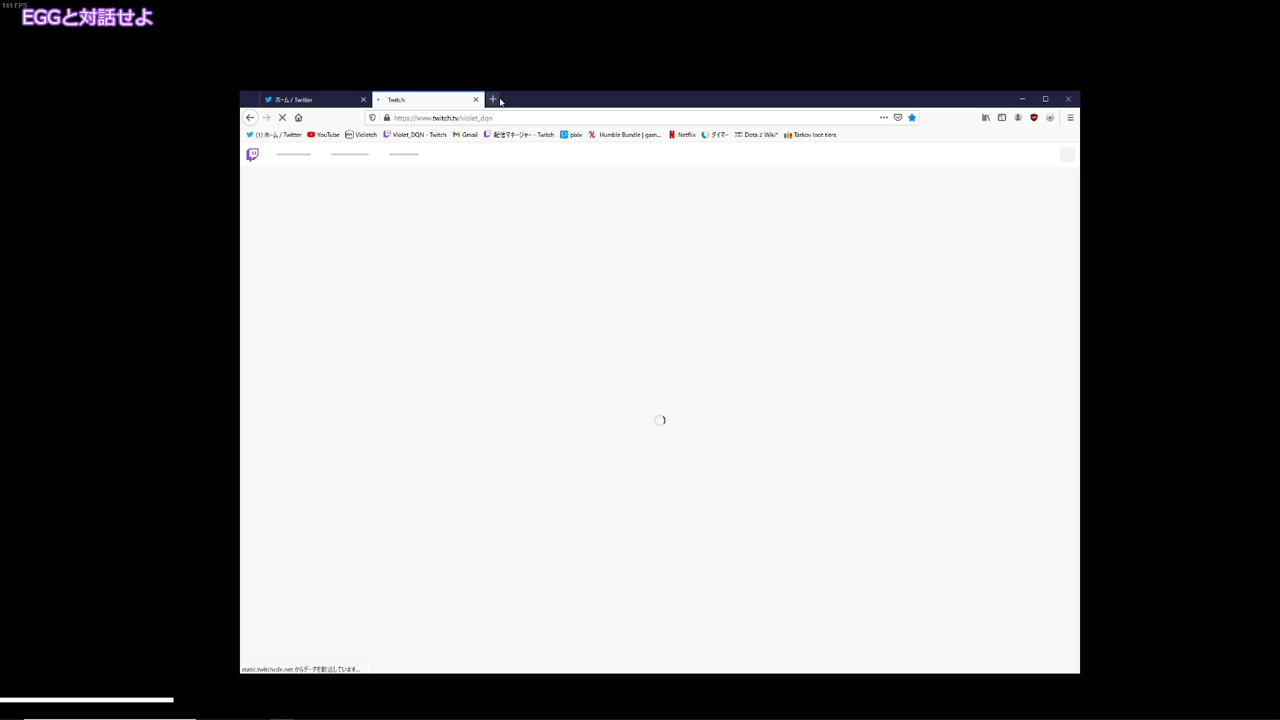 141 FPS
EGGと対話せよ
ホーム / Twitter
Twitch
https://www.twitch.tv/violet_dqn
(1) ホーム / Twitter
YouTube
Violetch
Violet_DQN - Twitch
Gmail
配信マネージャー - Twitch
pixiv
Humble Bundle | gam...
Netflix
タイマー
Dota 2 Wiki*
Tarkov loot tiers
static.twitchcdn.net からデータを転送しています...